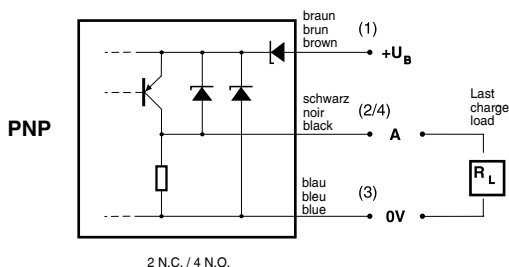 braun
brun
brown
(1)
+UB
PNP
schwarz
noir
black
(2/4)
A
Last
charge
load
RL
blau
bleu
blue
(3)
0V
2 N.C. / 4 N.O.